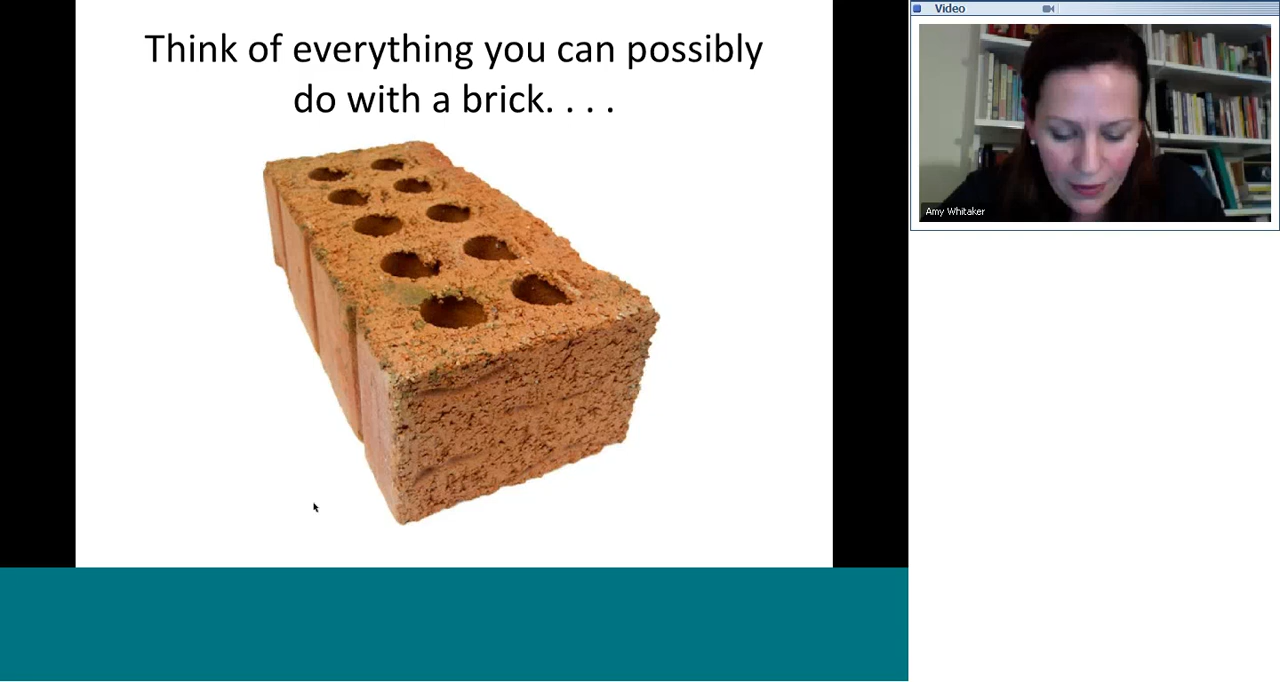 Think of everything you can possibly
do with a brick. . . .
Video
Amy Whitaker